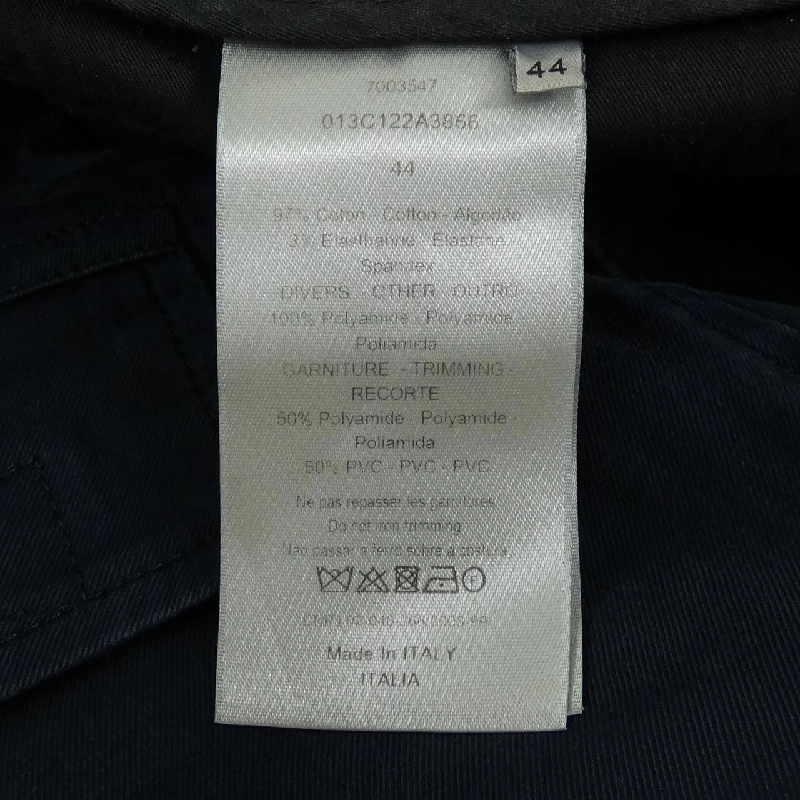 44
7003547
013C122A3866
44
97% Coton - Cotton - Algodão
3% Elasthanne - Elastane
Spandex
DIVERS - OTHER - OUTRO
100% Polyamide - Polyamide -
Poliamida
GARNITURE - TRIMMING -
RECORTE
50% Polyamide - Polyamide -
Poliamida
50% PVC - PVC - PVC
Ne pas repasser les garnitures
Do not iron trimming
Não passar a ferro sobre a costura
Made In ITALY
ITALIA